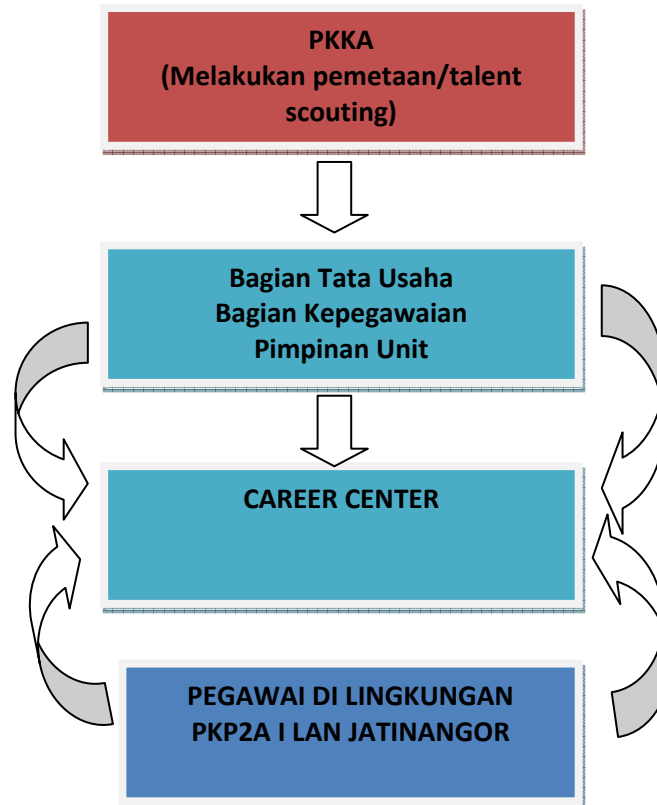 PKKA
(Melakukan pemetaan/talent
scouting)
Bagian Tata Usaha
Bagian Kepegawaian
Pimpinan Unit
CAREER CENTER
PEGAWAI DI LINGKUNGAN
PKP2A I LAN JATINANGOR